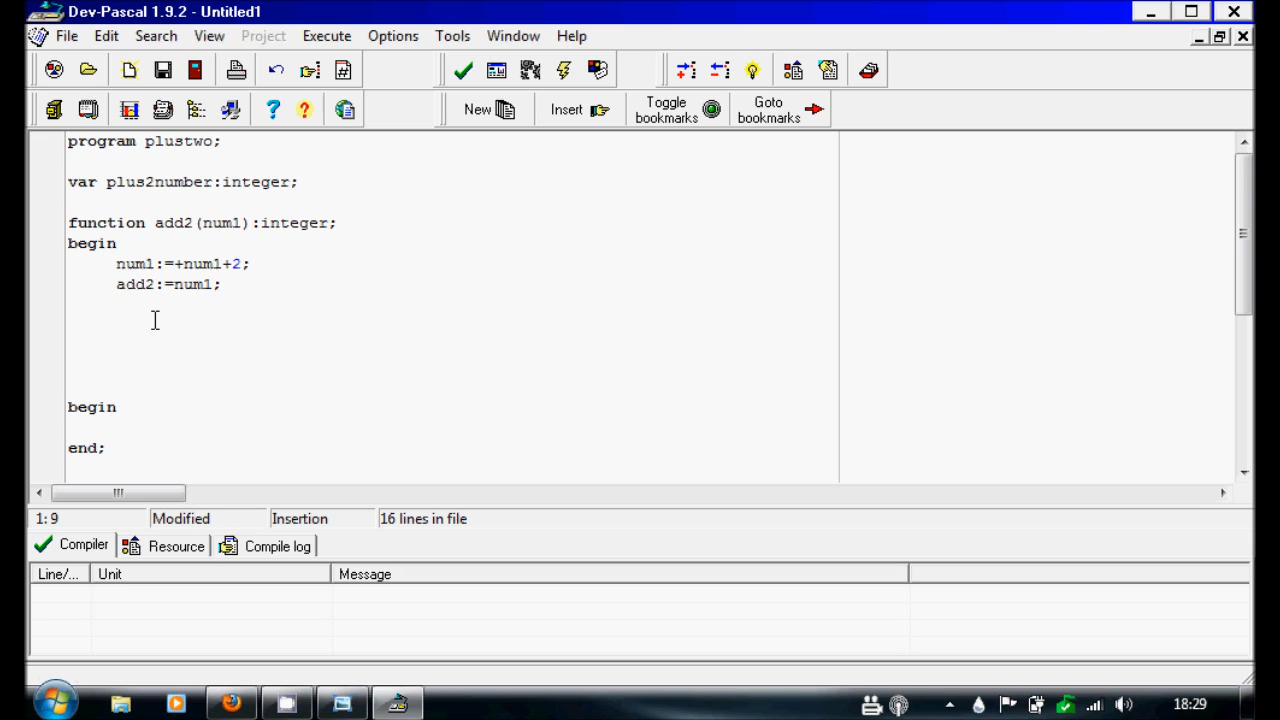 Dev-Pascal 1.9.2 - Untitled1
File Edit Search View Project Execute Options Tools Window Help
New Insert Toggle bookmarks Goto bookmarks
program plustwo;
var plus2number:integer;
function add2(num1):integer;
begin
num1:=+num1+2;
add2:=num1;
begin
end;
1: 9 Modified Insertion 16 lines in file
Compiler Resource Compile log
Line/... Unit Message
18:29